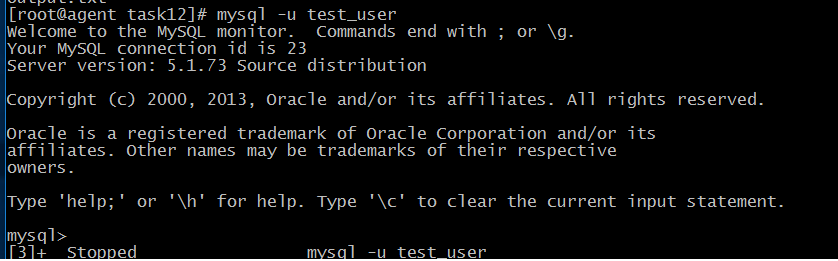 output.txt
[root@agent task12]# mysql -u test_user
Welcome to the MySQL monitor.  Commands end with ; or \g.
Your MySQL connection id is 23
Server version: 5.1.73 Source distribution
Copyright (c) 2000, 2013, Oracle and/or its affiliates. All rights reserved.
Oracle is a registered trademark of Oracle Corporation and/or its
affiliates. Other names may be trademarks of their respective
owners.
Type 'help;' or '\h' for help. Type '\c' to clear the current input statement.
mysql>
[3]+  Stopped                 mysql -u test_user